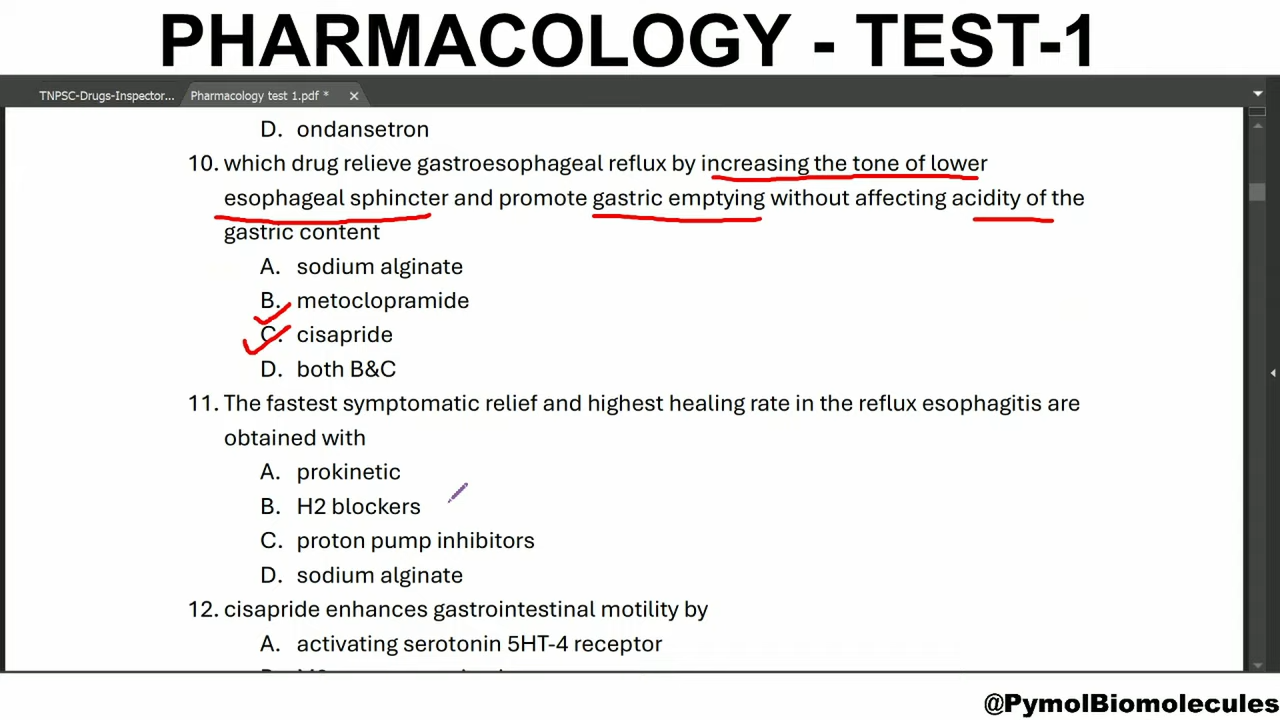 PHARMACOLOGY - TEST-1
TNPSC-Drugs-Inspector... Pharmacology test 1.pdf *
D. ondansetron
10. which drug relieve gastroesophageal reflux by increasing the tone of lower
esophageal sphincter and promote gastric emptying without affecting acidity of the
gastric content
A. sodium alginate
B. metoclopramide
C. cisapride
D. both B&C
11. The fastest symptomatic relief and highest healing rate in the reflux esophagitis are
obtained with
A. prokinetic
B. H2 blockers
C. proton pump inhibitors
D. sodium alginate
12. cisapride enhances gastrointestinal motility by
A. activating serotonin 5HT-4 receptor
@PymolBiomolecules